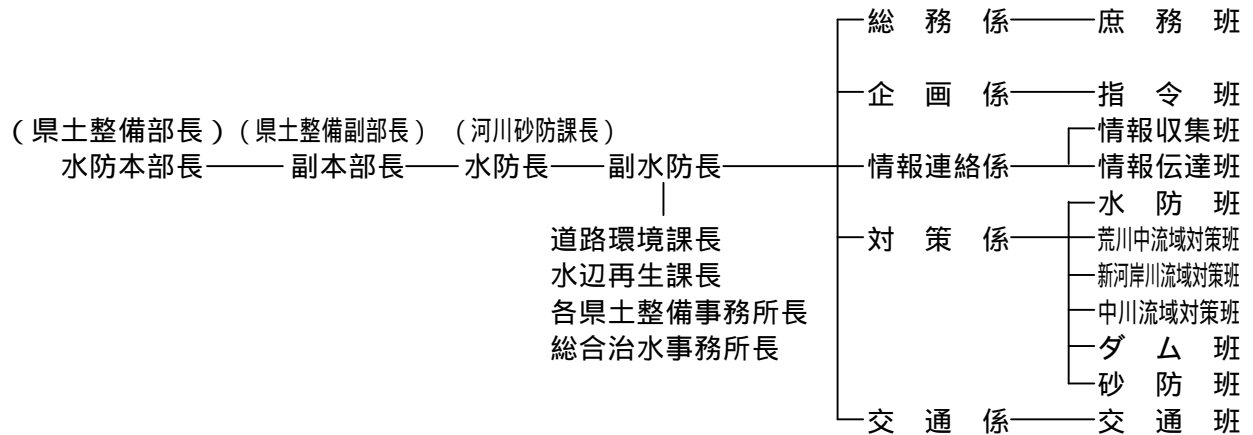 総務係 庶務班
企画係 指令班
(県土整備部長)(県土整備副部長) (河川砂防課長)
情報収集班
水防本部長 副本部長 水防長 副水防長 情報連絡係 情報伝達班
水防班
道路環境課長 対策係 荒川中流域対策班
水辺再生課長 新河岸川流域対策班
各県土整備事務所長 中川流域対策班
総合治水事務所長 ダム班
砂防班
交通係 交通班